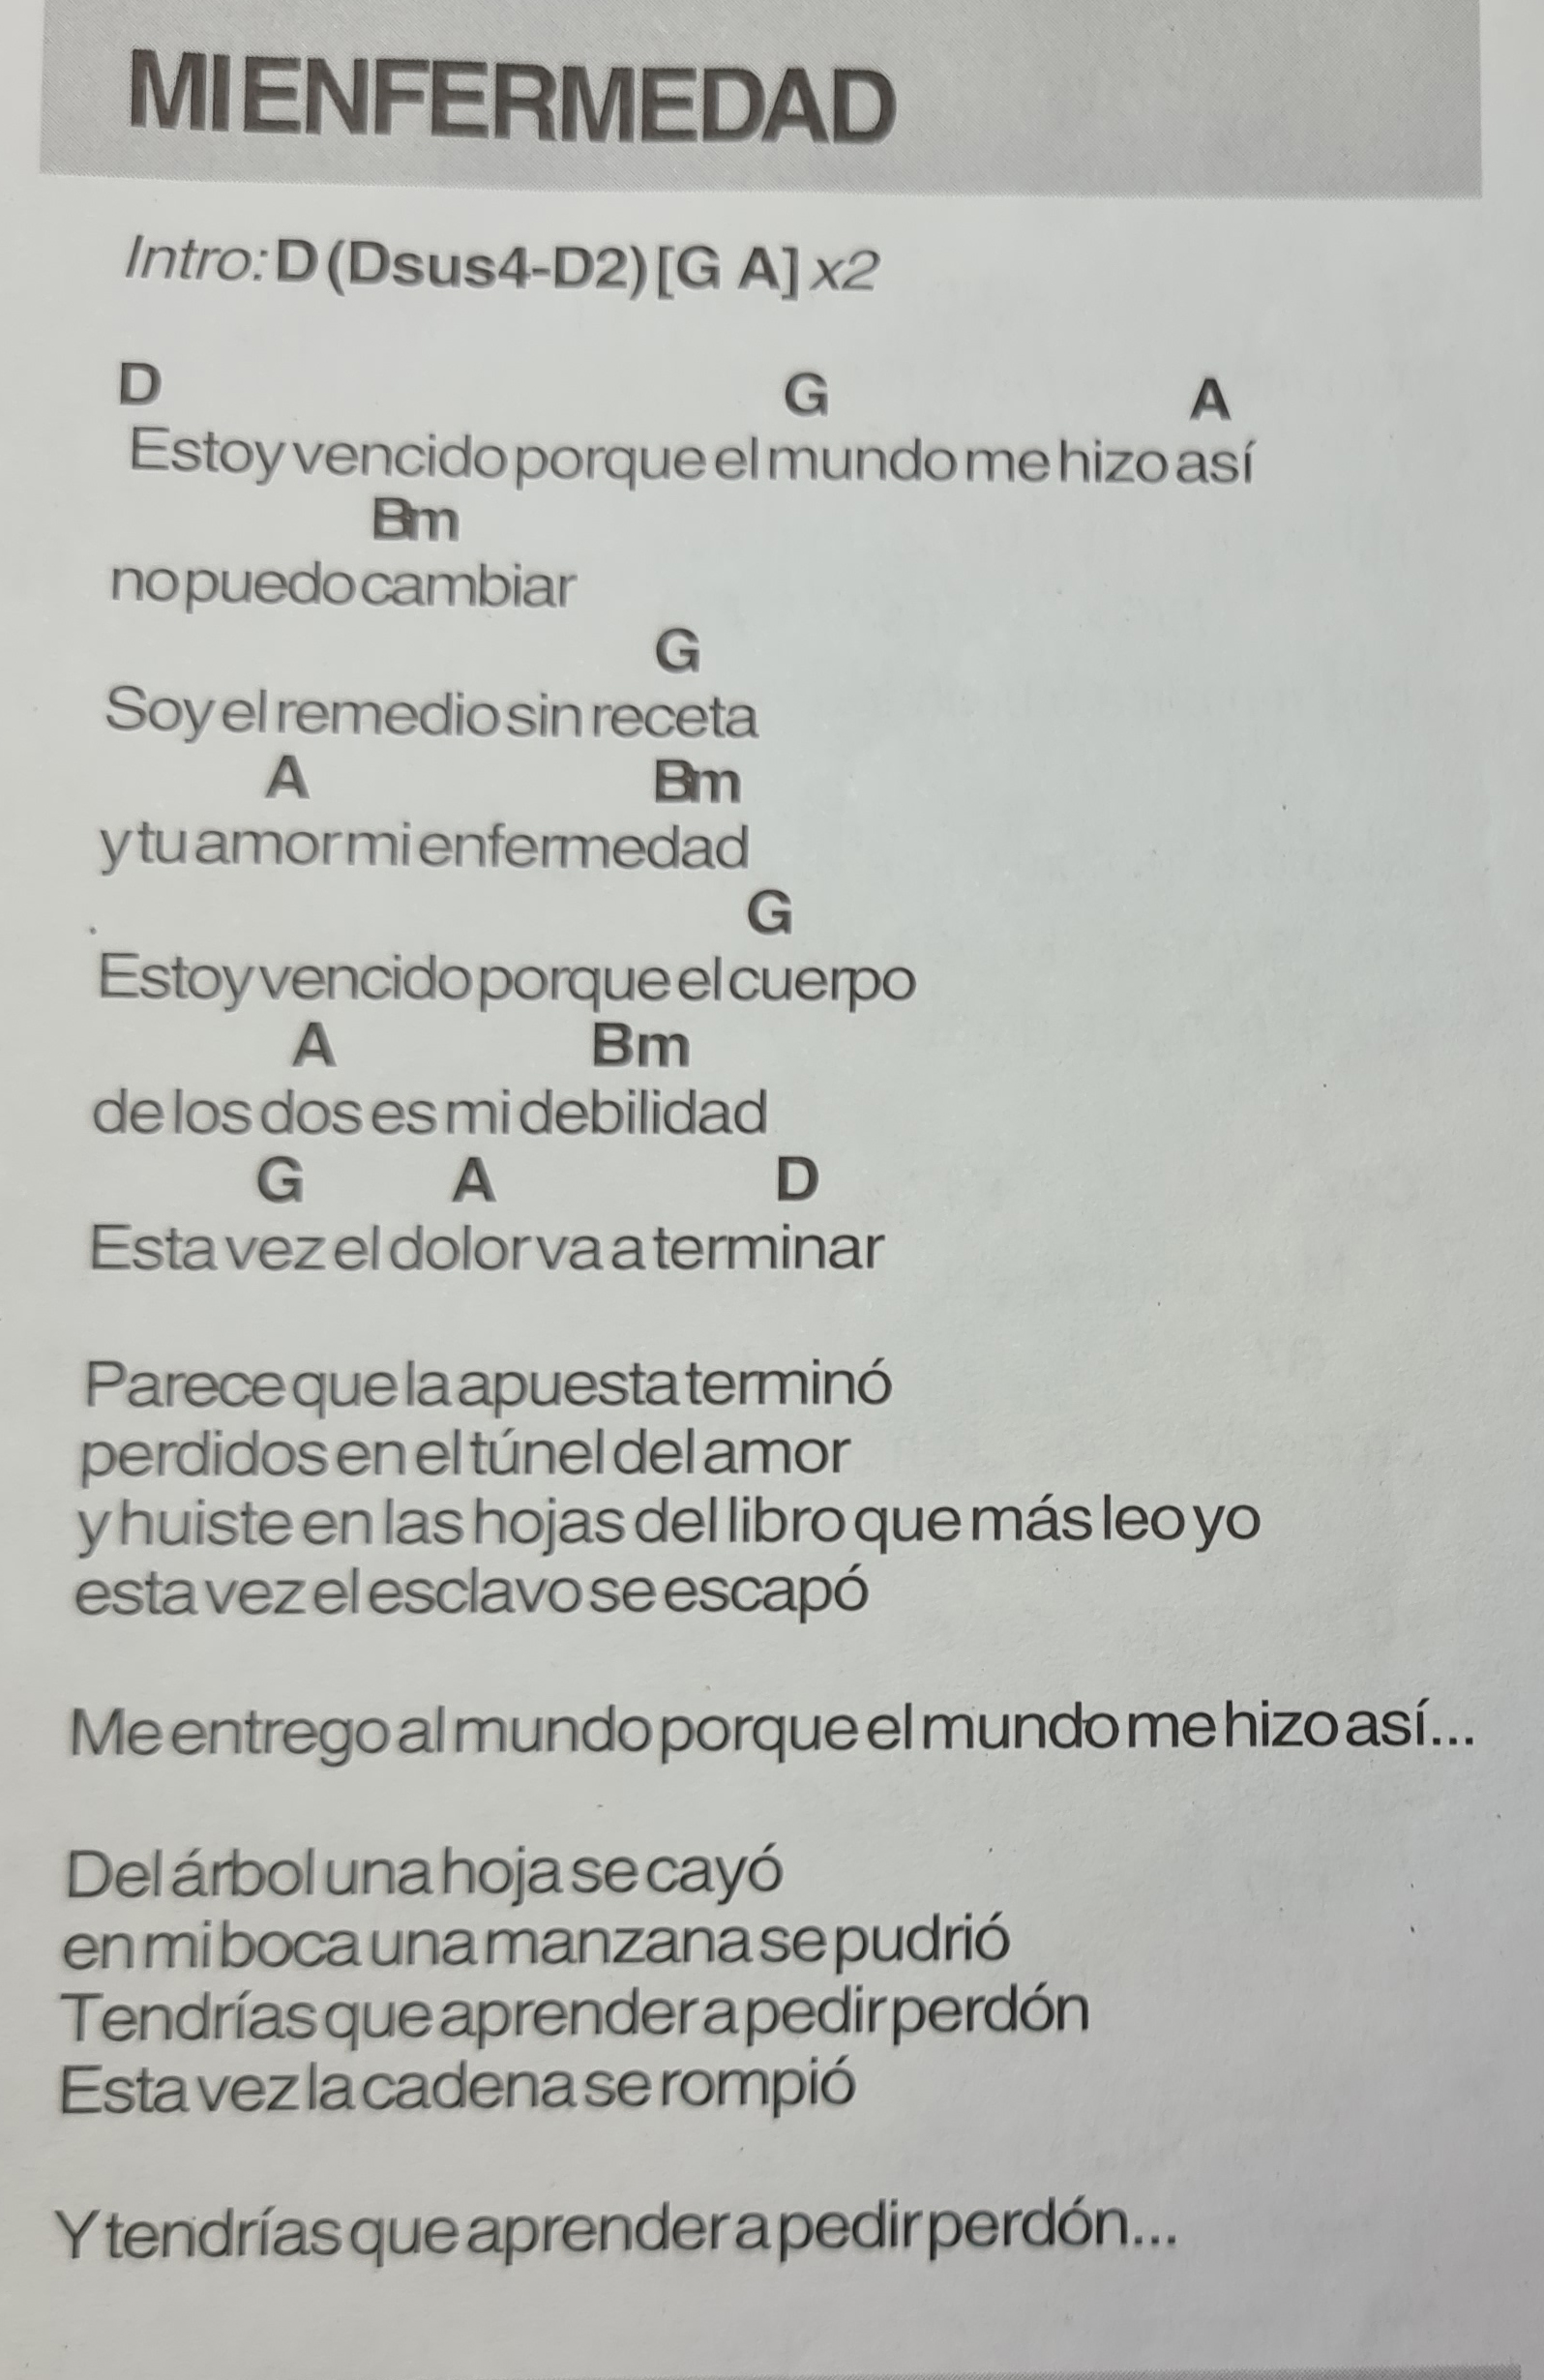 MI ENFERMEDAD
Intro: D (Dsus4-D2) [G A] x2
D G A
Estoy vencido porque el mundo me hizo así
Bm
no puedo cambiar
G
Soy el remedio sin receta
A Bm
y tu amor mi enfermedad
G
Estoy vencido porque el cuerpo
A Bm
de los dos es mi debilidad
G A D
Esta vez el dolor va a terminar
Parece que la apuesta terminó
perdidos en el túnel del amor
y huiste en las hojas del libro que más leo yo
esta vez el esclavo se escapó
Me entrego al mundo porque el mundo me hizo así...
Del árbol una hoja se cayó
en mi boca una manzana se pudrió
Tendrías que aprender a pedir perdón
Esta vez la cadena se rompió
Y tendrías que aprender a pedir perdón...